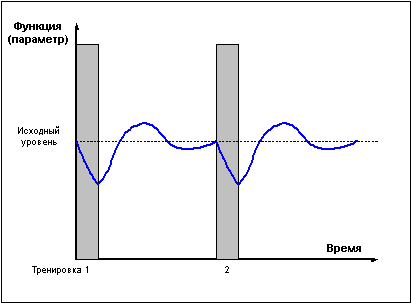 Функция
(параметр)
Исходный
уровень
Время
Тренировка 1
2